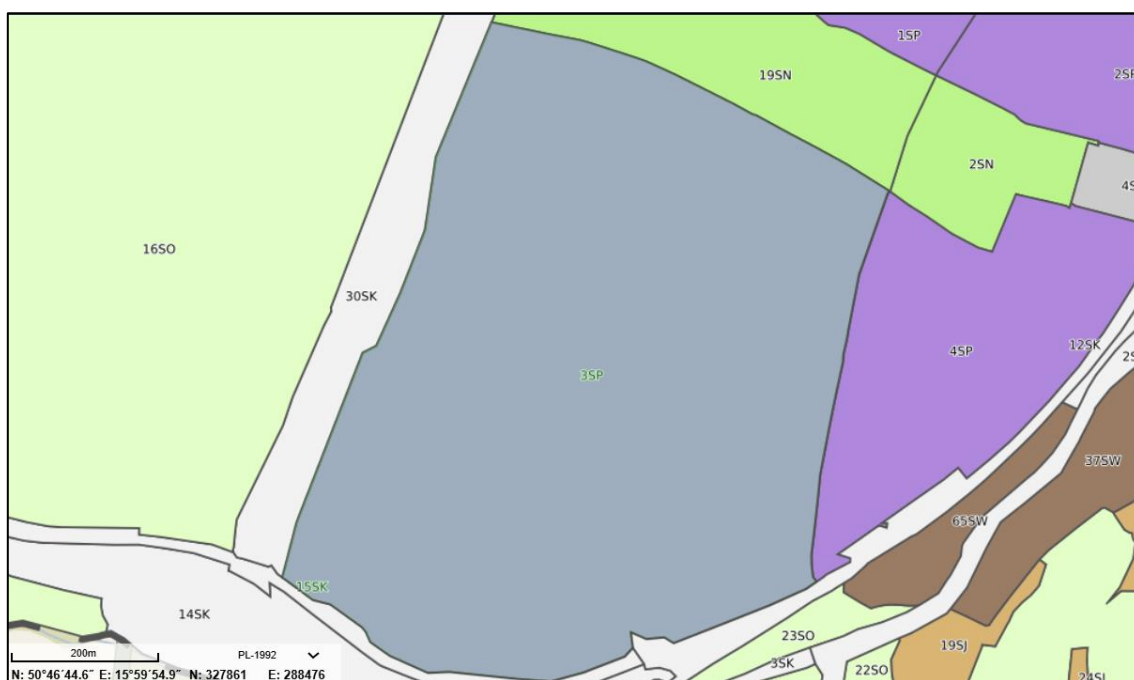 1SP
2SP
19SN
2SN
16SO
30SK
3SP
4SP
12SK
37SW
65SW
15SK
14SK
23SO
3SK
22SO
19SJ
200m
PL-1992
N: 50°46´44.6˝ E: 15°59´54.9˝ N: 327861 E: 288476